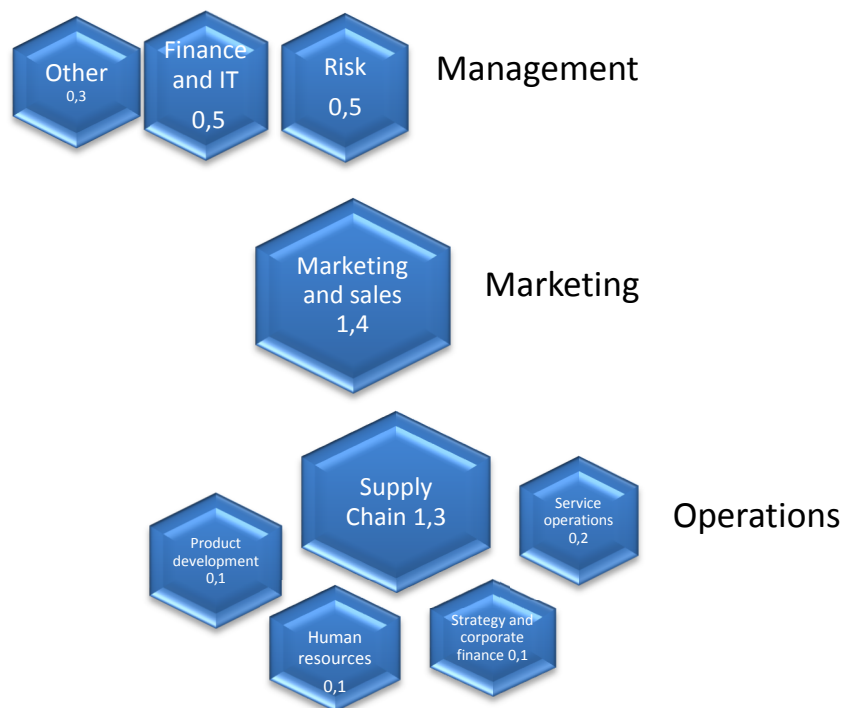 Other
0,3
Finance
and IT
0,5
Risk
0,5
Management
Marketing
and sales
1,4
Marketing
Supply
Chain 1,3
Service
operations
0,2
Operations
Product
development
0,1
Human
resources
0,1
Strategy and
corporate
finance 0,1